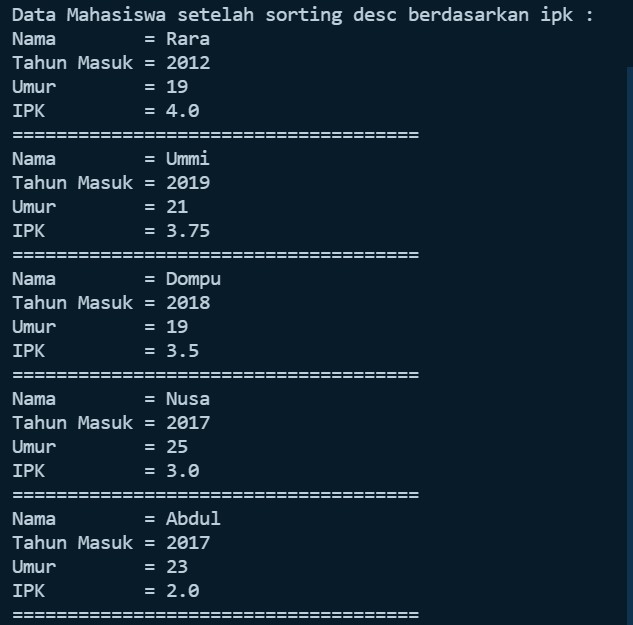 Data Mahasiswa setelah sorting desc berdasarkan ipk :
Nama        = Rara
Tahun Masuk = 2012
Umur        = 19
IPK         = 4.0
=====================================
Nama        = Ummi
Tahun Masuk = 2019
Umur        = 21
IPK         = 3.75
=====================================
Nama        = Dompu
Tahun Masuk = 2018
Umur        = 19
IPK         = 3.5
=====================================
Nama        = Nusa
Tahun Masuk = 2017
Umur        = 25
IPK         = 3.0
=====================================
Nama        = Abdul
Tahun Masuk = 2017
Umur        = 23
IPK         = 2.0
=====================================